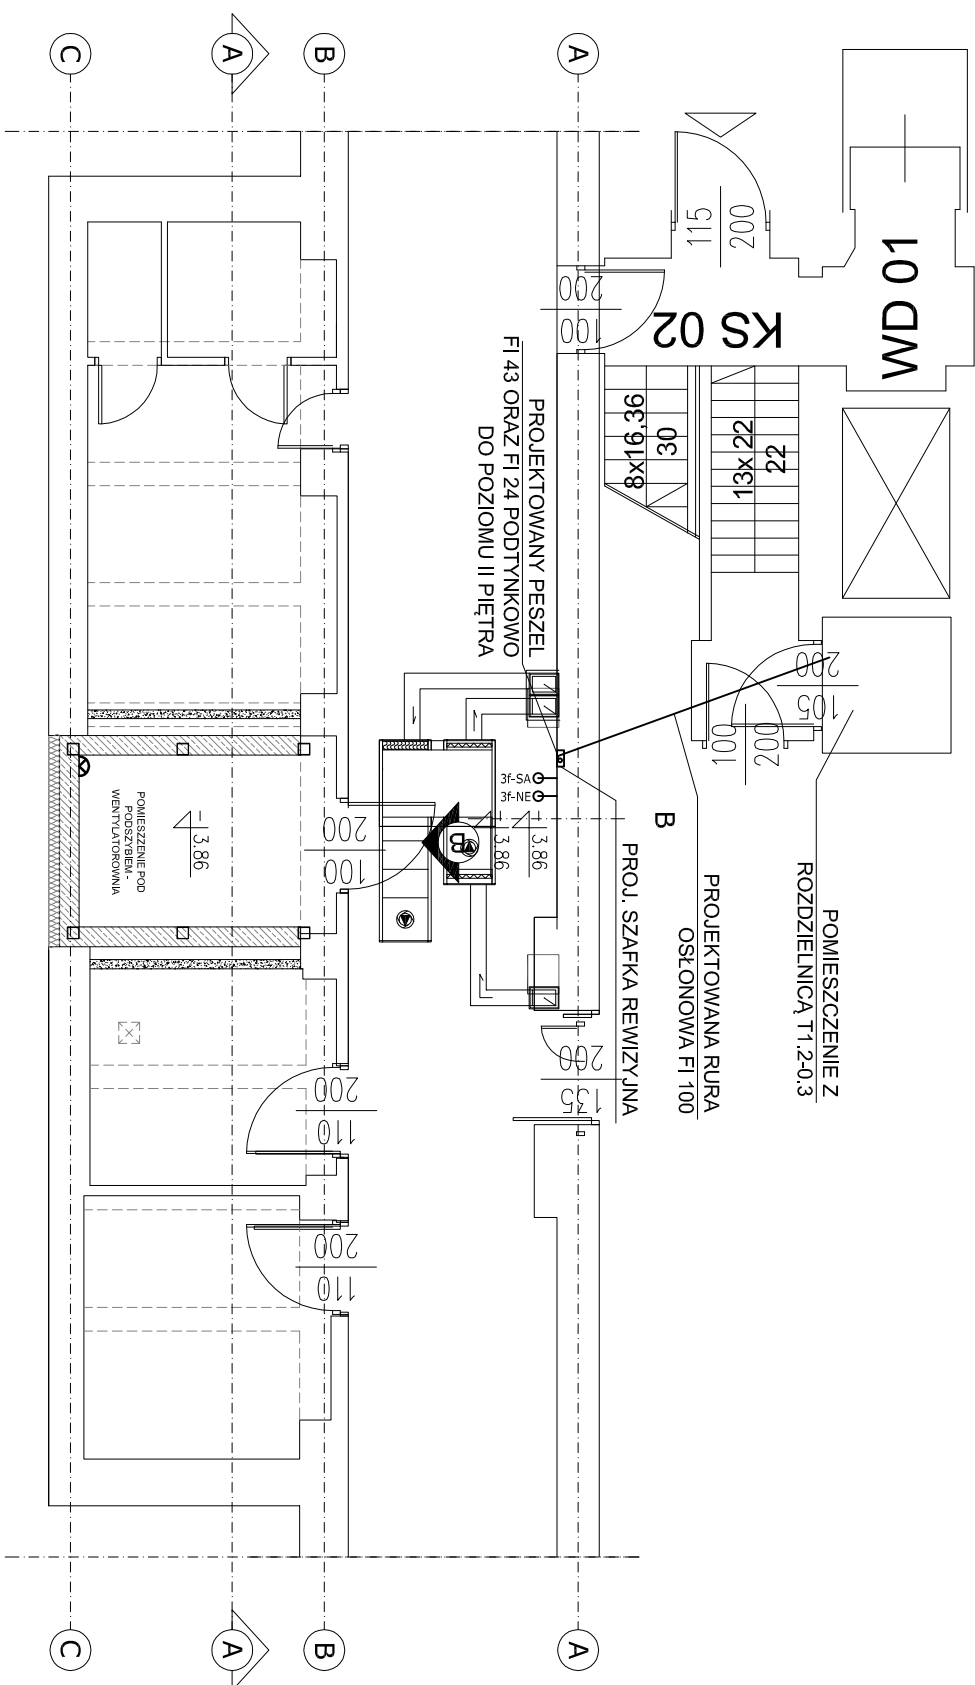 C
A
B
A
115
200
200
100
KS 02
WD 01
8x16,36
30
13x 22
22
PROJEKTOWANY PESZEL
FI 43 ORAZ FI 24 PODTYNKOWO
DO POZIOMU II PIĘTRA
200
105
100
200
3f-SA
3f-NE
B
B
-3.86
-3.86
-3.86
POMIESZCZENIE POD
PODSZYBIEM -
WENTYLATOROWNIA
200
100
PROJ. SZAFKA REWIZYJNA
PROJEKTOWANA RURA
OSŁONOWA FI 100
POMIESZCZENIE Z
ROZDZIELNICĄ T1.2-0.3
200
135
200
110
200
110
C
A
B
A